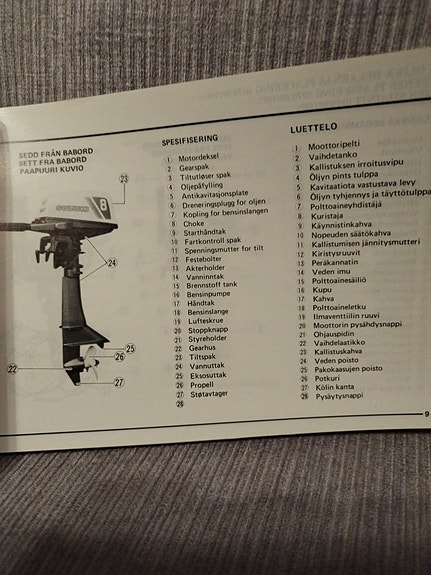 SEDD FRÅN BABORD
SETT FRA BABORD
PAAPUURI KUVIO
8
23
24
25
26
22
27
SPESIFISERING
1 Motordeksel
2 Gearspak
3 Tiltutløser spak
4 Oljepåfylling
5 Antikavitasjonsplate
6 Dreneringsplugg for oljen
7 Kopling for bensinslangen
8 Choke
9 Starthåndtak
10 Fartkontroll spak
11 Spenningsmutter for tilt
12 Festebolter
13 Akterholder
14 Vanninntak
15 Brennstoff tank
16 Bensinpumpe
17 Håndtak
18 Bensinslange
19 Lufteskrue
20 Stoppknapp
21 Styreholder
22 Gearhus
23 Tiltspak
24 Vannuttak
25 Eksosuttak
26 Propell
27 Støtavtager
28
LUETTELO
1 Moottoripelti
2 Vaihdetanko
3 Kallistuksen irroitusvipu
4 Öljyn pints tulppa
5 Kavitaatiota vastustava levy
6 Öljyn tyhjennys ja täyttötulppa
7 Polttoaineyhdistäjä
8 Kuristaja
9 Käynnistinkahva
10 Nopeuden säätökahva
11 Kallistumisen jännitysmutteri
12 Kiristysruuvit
13 Peräkannatin
14 Veden imu
15 Polttoainesäiliö
16 Kupu
17 Kahva
18 Polttoaineletku
19 Ilmaventtiilin ruuvi
20 Moottorin pysähdysnappi
21 Ohjauspidin
22 Vaihdelaatikko
23 Kallistuskahva
24 Veden poisto
25 Pakokaasujen poisto
26 Potkuri
27 Kölin kanta
28 Pysäytysnappi
9